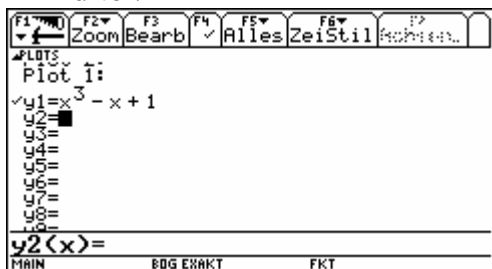 F1 F2 F3 F4 F5 F6 F7
Zoom Bearb ✓ Alles ZeiStil Achsen..
PLOTS
Plot 1:
✓y1=x³ - x + 1
y2=
y3=
y4=
y5=
y6=
y7=
y8=
y2(x)=
MAIN BOG EXAKT FKT